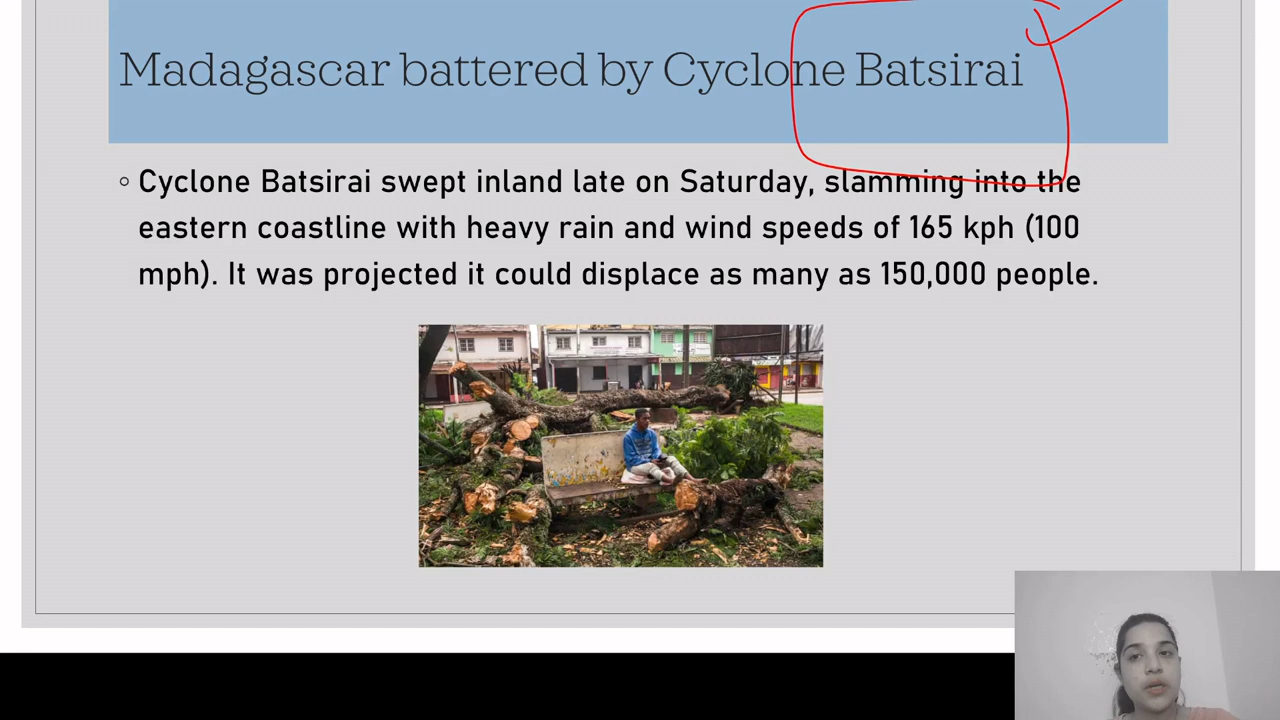 Madagascar battered by Cyclone Batsirai
Cyclone Batsirai swept inland late on Saturday, slamming into the
eastern coastline with heavy rain and wind speeds of 165 kph (100
mph). It was projected it could displace as many as 150,000 people.